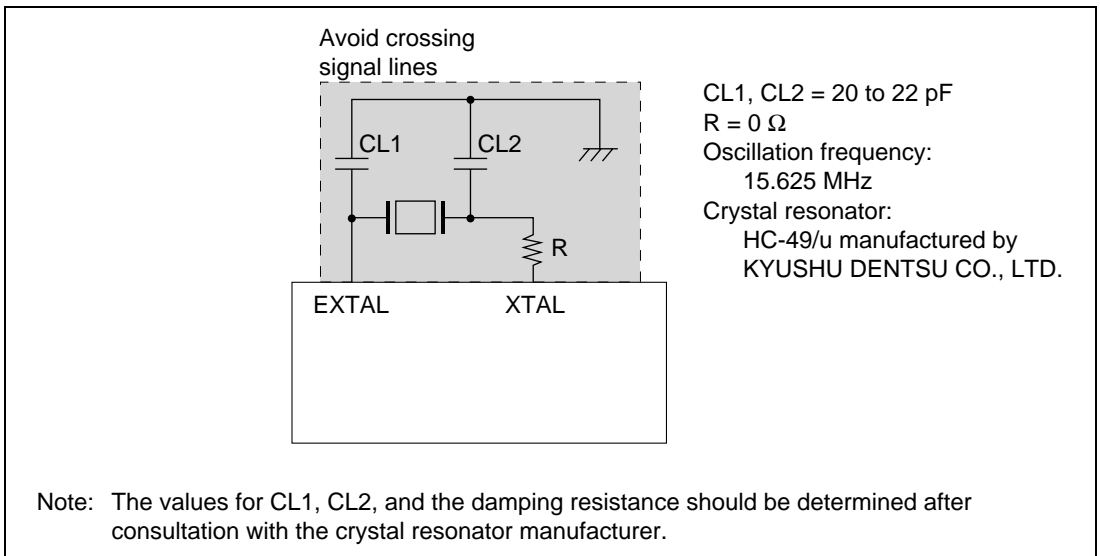 Avoid crossing
signal lines
CL1
CL2
R
EXTAL
XTAL
CL1, CL2 = 20 to 22 pF
R = 0 Ω
Oscillation frequency:
15.625 MHz
Crystal resonator:
HC-49/u manufactured by
KYUSHU DENTSU CO., LTD.
Note: The values for CL1, CL2, and the damping resistance should be determined after
consultation with the crystal resonator manufacturer.